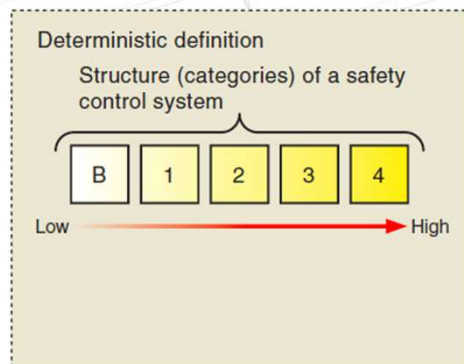 Deterministic definition
Structure (categories) of a safety
control system
B 1 2 3 4
Low High